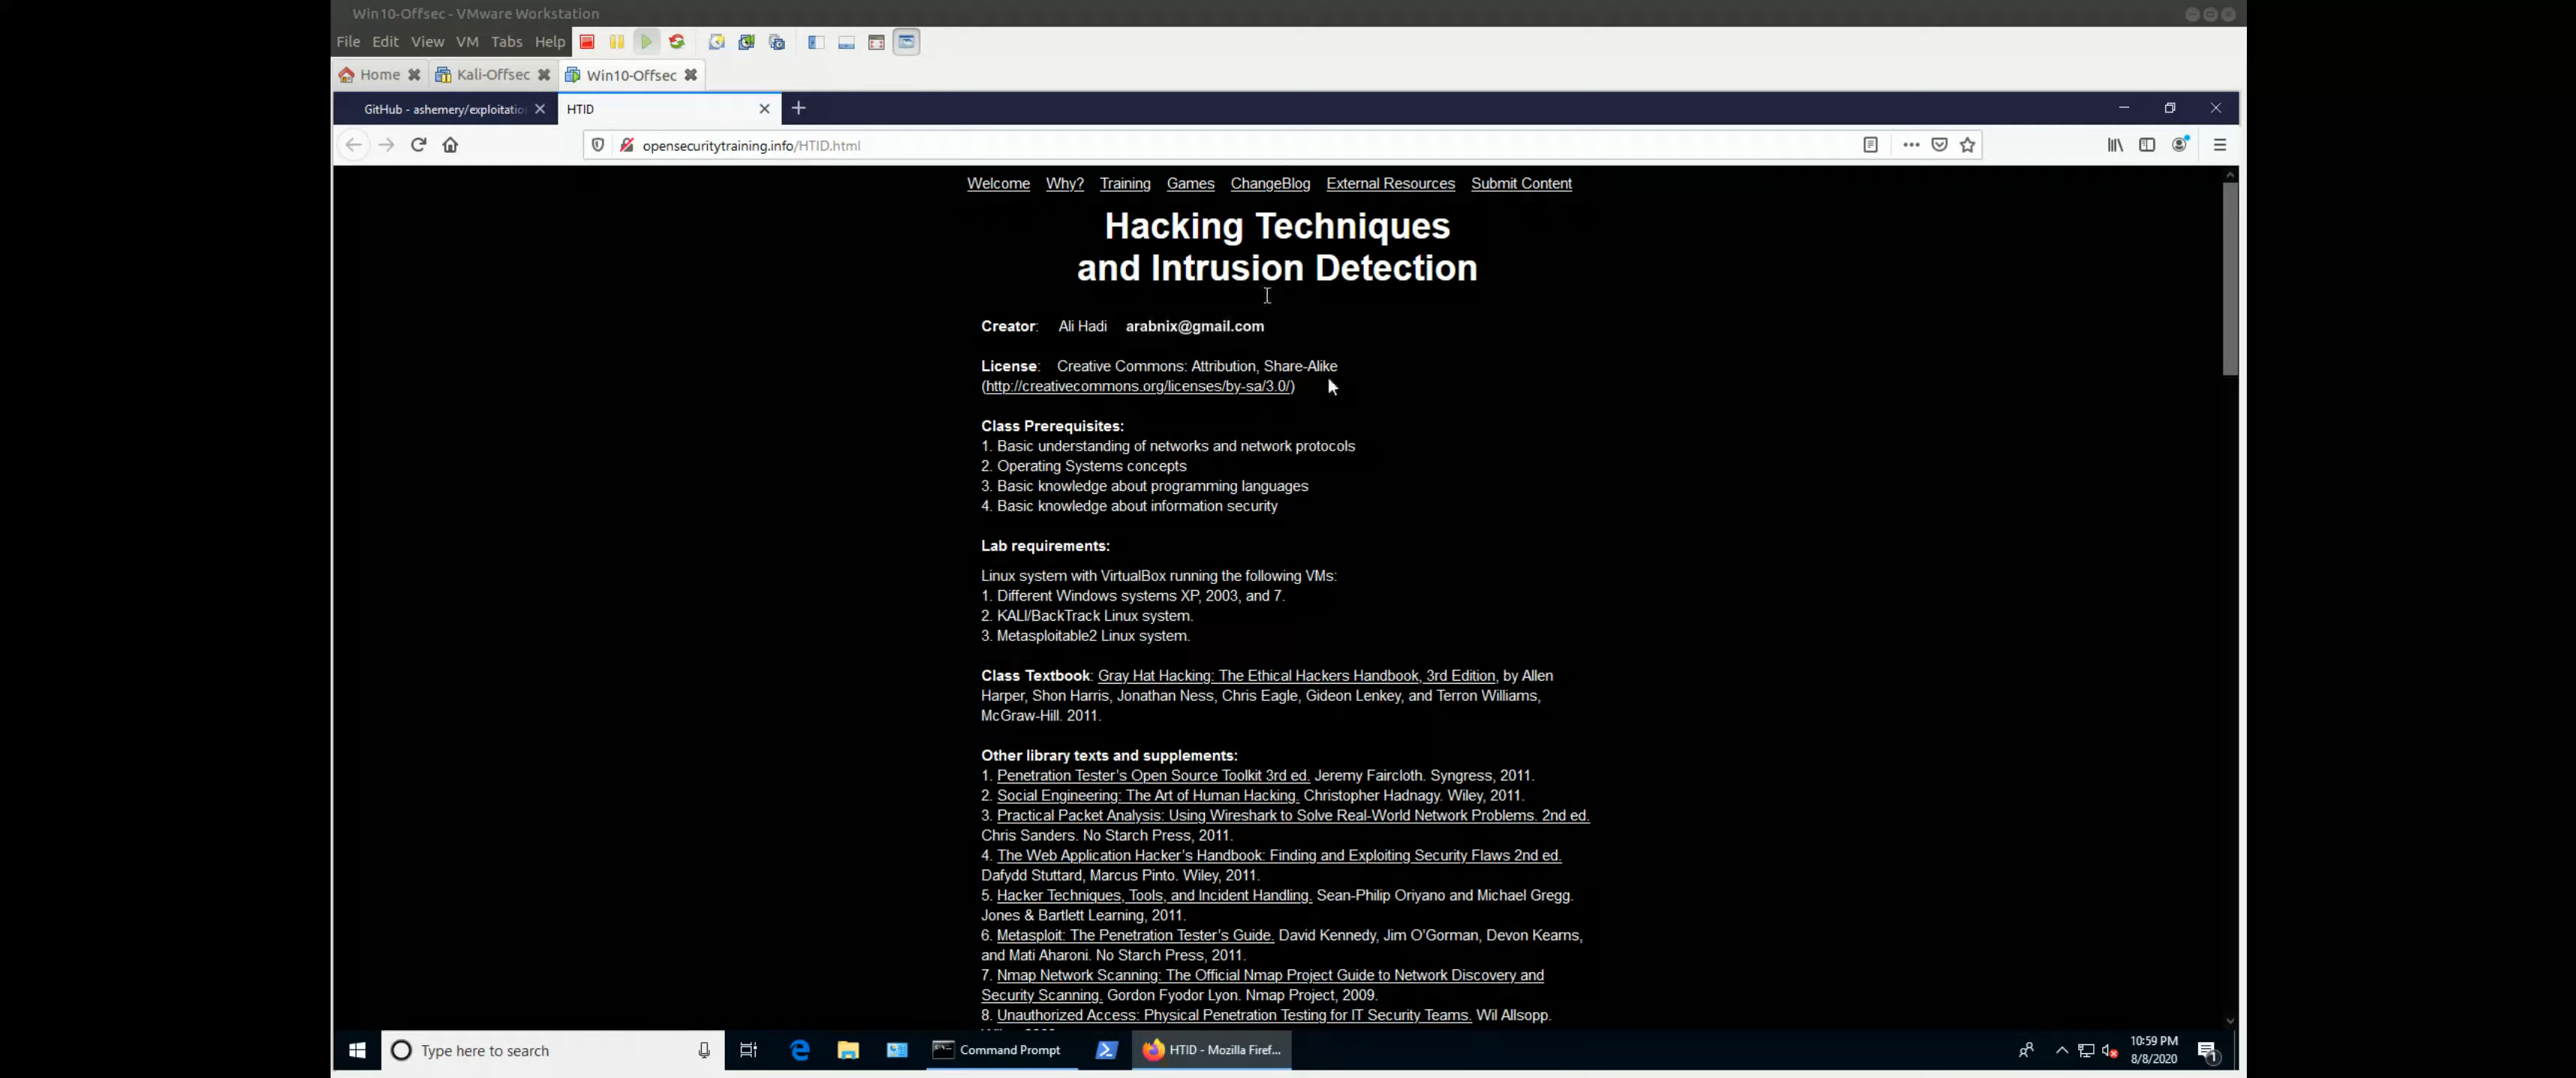 Win10-Offsec - VMware Workstation
File Edit View VM Tabs Help
Home Kali-Offsec Win10-Offsec
GitHub - ashemery/exploitatio HTID
opensecuritytraining.info/HTID.html
Welcome Why? Training Games ChangeBlog External Resources Submit Content
Hacking Techniques
and Intrusion Detection
Creator: Ali Hadi arabnix@gmail.com
License: Creative Commons: Attribution, Share-Alike
(http://creativecommons.org/licenses/by-sa/3.0/)
Class Prerequisites:
1. Basic understanding of networks and network protocols
2. Operating Systems concepts
3. Basic knowledge about programming languages
4. Basic knowledge about information security
Lab requirements:
Linux system with VirtualBox running the following VMs:
1. Different Windows systems XP, 2003, and 7.
2. KALI/BackTrack Linux system.
3. Metasploitable2 Linux system.
Class Textbook: Gray Hat Hacking: The Ethical Hackers Handbook, 3rd Edition, by Allen
Harper, Shon Harris, Jonathan Ness, Chris Eagle, Gideon Lenkey, and Terron Williams,
McGraw-Hill. 2011.
Other library texts and supplements:
1. Penetration Tester's Open Source Toolkit 3rd ed. Jeremy Faircloth. Syngress, 2011.
2. Social Engineering: The Art of Human Hacking. Christopher Hadnagy. Wiley, 2011.
3. Practical Packet Analysis: Using Wireshark to Solve Real-World Network Problems. 2nd ed.
Chris Sanders. No Starch Press, 2011.
4. The Web Application Hacker's Handbook: Finding and Exploiting Security Flaws 2nd ed.
Dafydd Stuttard, Marcus Pinto. Wiley, 2011.
5. Hacker Techniques, Tools, and Incident Handling. Sean-Philip Oriyano and Michael Gregg.
Jones & Bartlett Learning, 2011.
6. Metasploit: The Penetration Tester's Guide. David Kennedy, Jim O'Gorman, Devon Kearns,
and Mati Aharoni. No Starch Press, 2011.
7. Nmap Network Scanning: The Official Nmap Project Guide to Network Discovery and
Security Scanning. Gordon Fyodor Lyon. Nmap Project, 2009.
8. Unauthorized Access: Physical Penetration Testing for IT Security Teams. Wil Allsopp.
Type here to search
Command Prompt
HTID - Mozilla Firef...
10:59 PM
8/8/2020
1